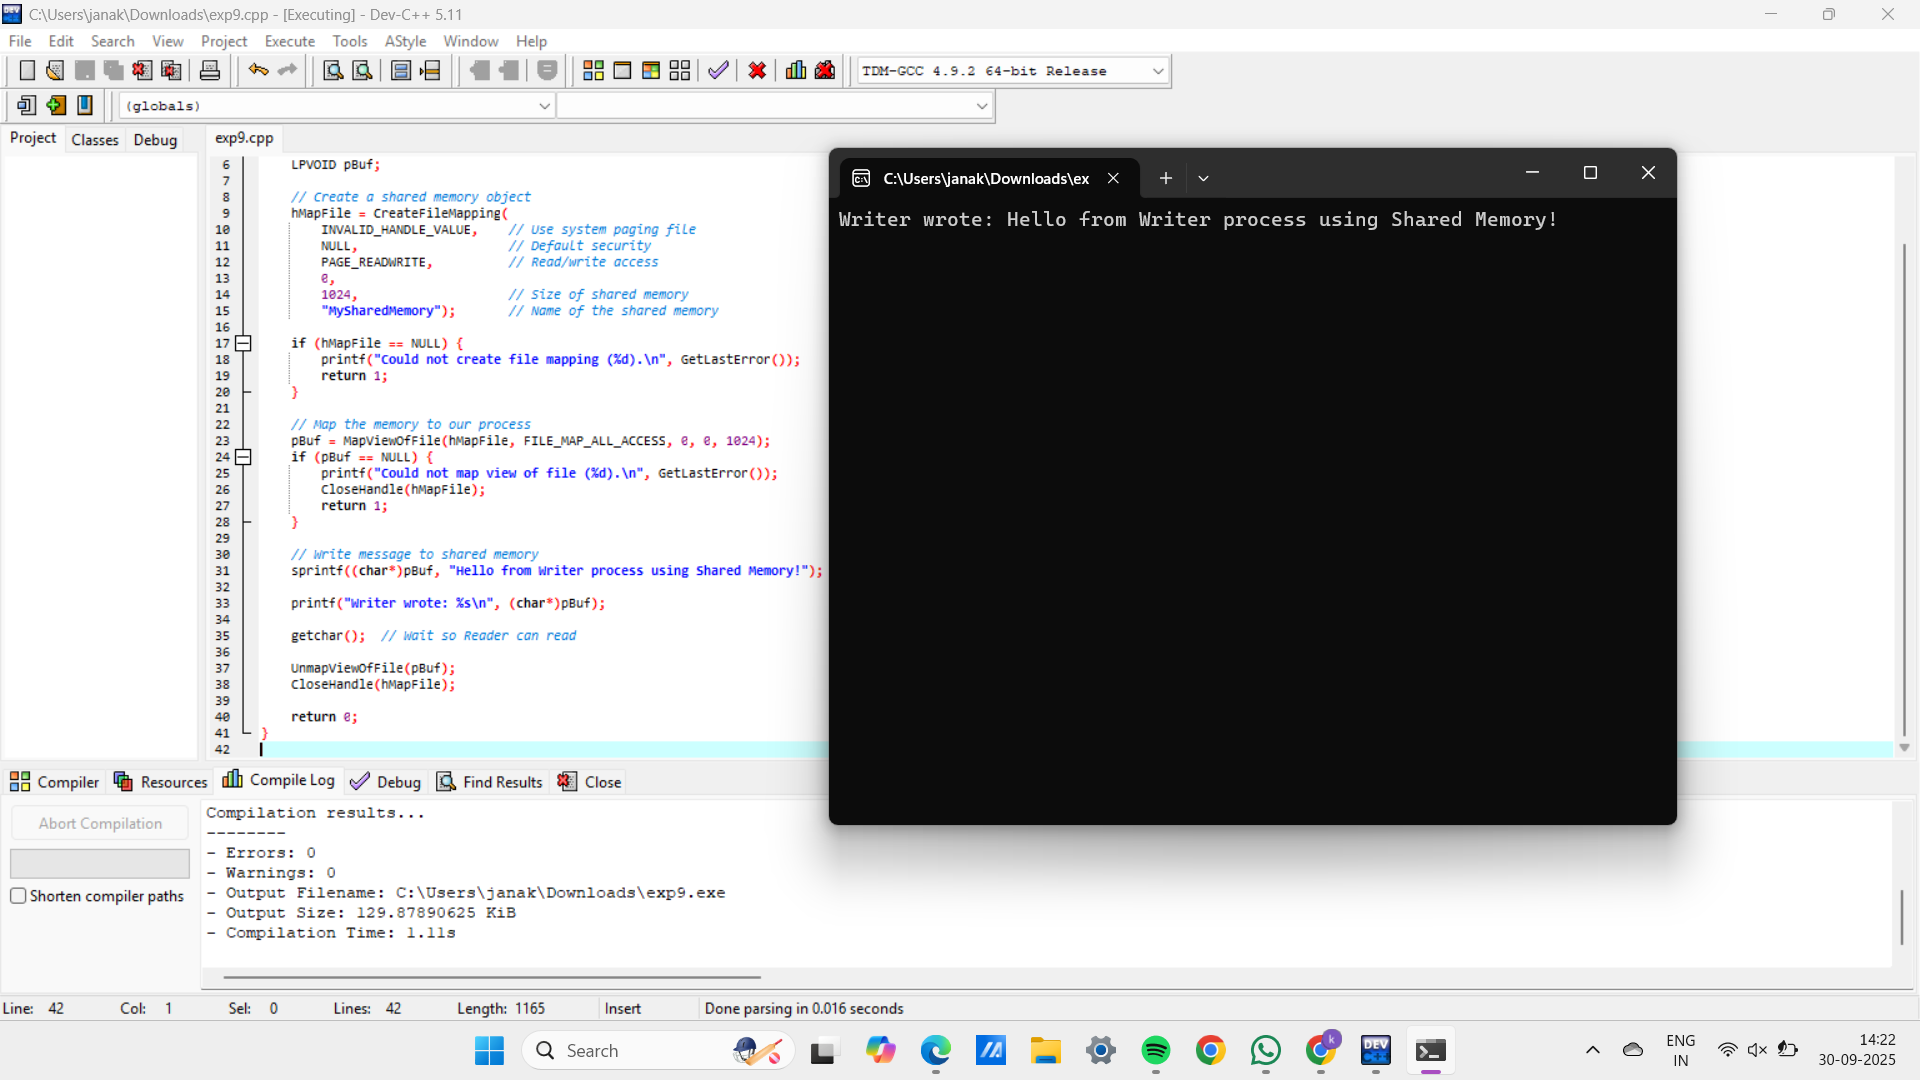 C:\Users\janak\Downloads\exp9.cpp - [Executing] - Dev-C++ 5.11
File Edit Search View Project Execute Tools AStyle Window Help
TDM-GCC 4.9.2 64-bit Release
(globals)
Project Classes Debug
exp9.cpp
6 LPVOID pBuf;
7
8 // Create a shared memory object
9 hMapFile = CreateFileMapping(
10 INVALID_HANDLE_VALUE, // Use system paging file
11 NULL, // Default security
12 PAGE_READWRITE, // Read/write access
13 0,
14 1024, // Size of shared memory
15 "MySharedMemory"); // Name of the shared memory
16
17 if (hMapFile == NULL) {
18 printf("Could not create file mapping (%d).\n", GetLastError());
19 return 1;
20 }
21
22 // Map the memory to our process
23 pBuf = MapViewOfFile(hMapFile, FILE_MAP_ALL_ACCESS, 0, 0, 1024);
24 if (pBuf == NULL) {
25 printf("Could not map view of file (%d).\n", GetLastError());
26 CloseHandle(hMapFile);
27 return 1;
28 }
29
30 // Write message to shared memory
31 sprintf((char*)pBuf, "Hello from Writer process using Shared Memory!");
32
33 printf("Writer wrote: %s\n", (char*)pBuf);
34
35 getchar(); // Wait so Reader can read
36
37 UnmapViewOfFile(pBuf);
38 CloseHandle(hMapFile);
39
40 return 0;
41 }
42
C:\Users\janak\Downloads\ex
Writer wrote: Hello from Writer process using Shared Memory!
Compiler Resources Compile Log Debug Find Results Close
Abort Compilation
Shorten compiler paths
Compilation results...
--------
- Errors: 0
- Warnings: 0
- Output Filename: C:\Users\janak\Downloads\exp9.exe
- Output Size: 129.87890625 KiB
- Compilation Time: 1.11s
Line: 42 Col: 1 Sel: 0 Lines: 42 Length: 1165 Insert Done parsing in 0.016 seconds
Search
k
DEV C++
ENG
IN
14:22
30-09-2025